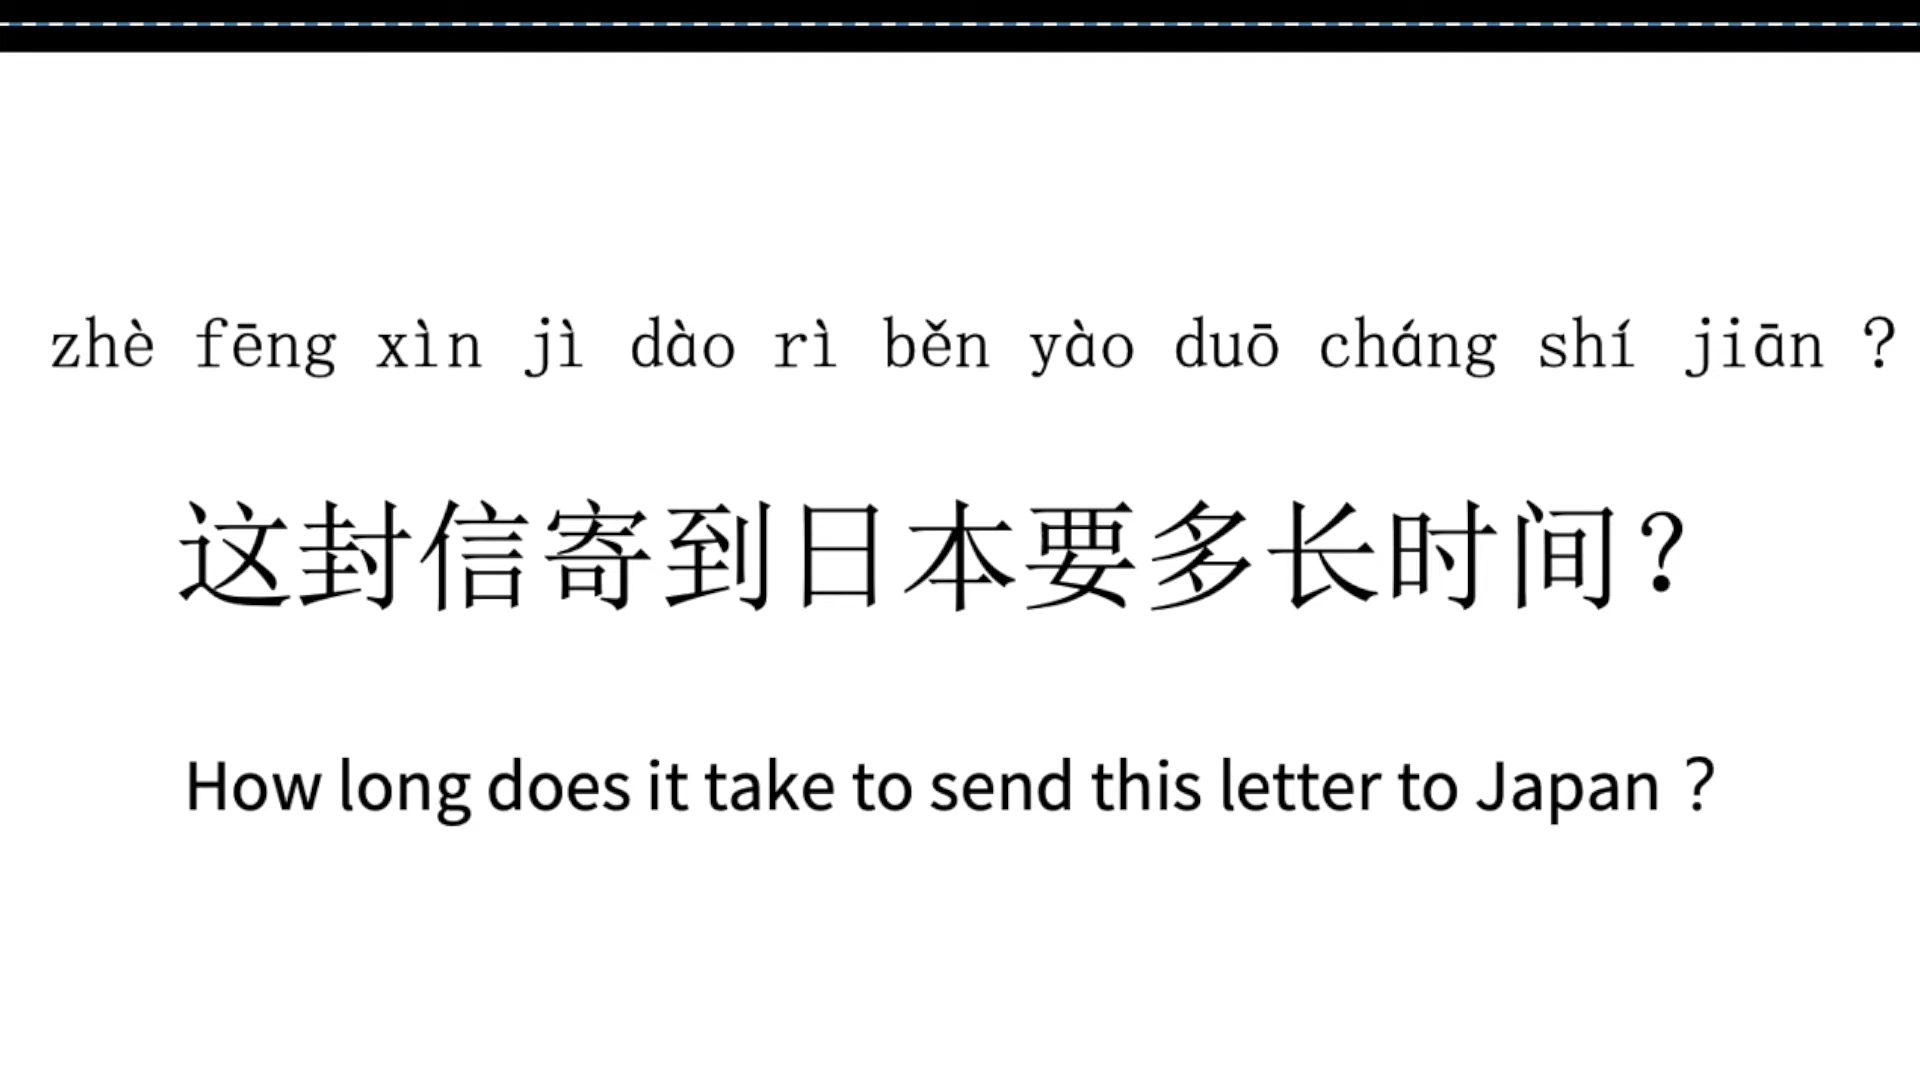 zhè fēng xìn jì dào rì běn yào duō cháng shí jiān ？
这封信寄到日本要多长时间？
How long does it take to send this letter to Japan？